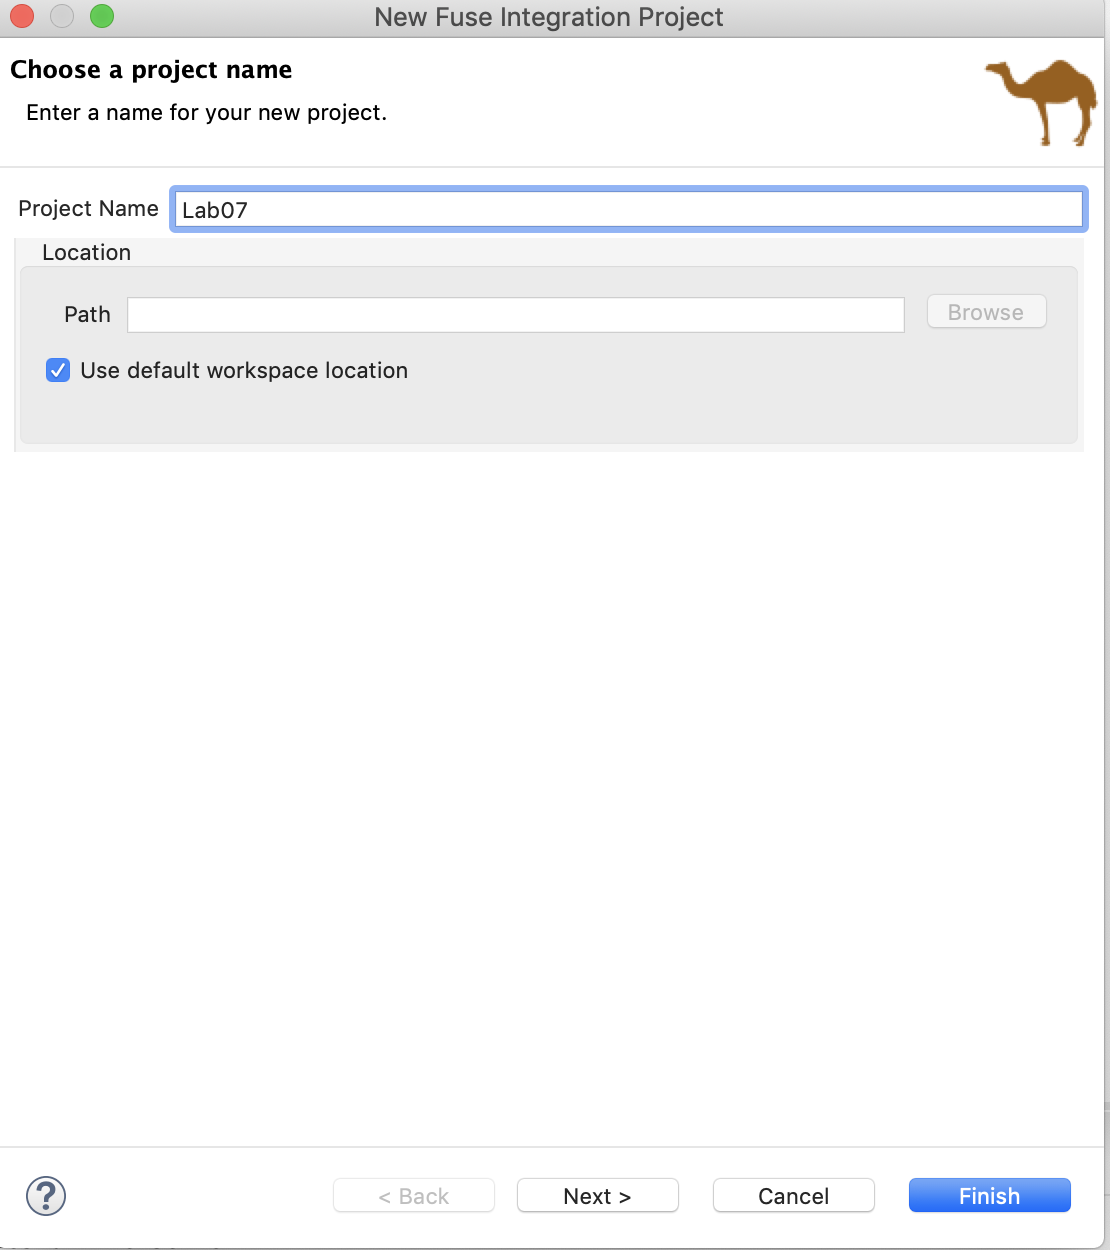 New Fuse Integration Project
Choose a project name
Enter a name for your new project.
Project Name Lab07
Location
Path Browse
Use default workspace location
? < Back Next > Cancel Finish